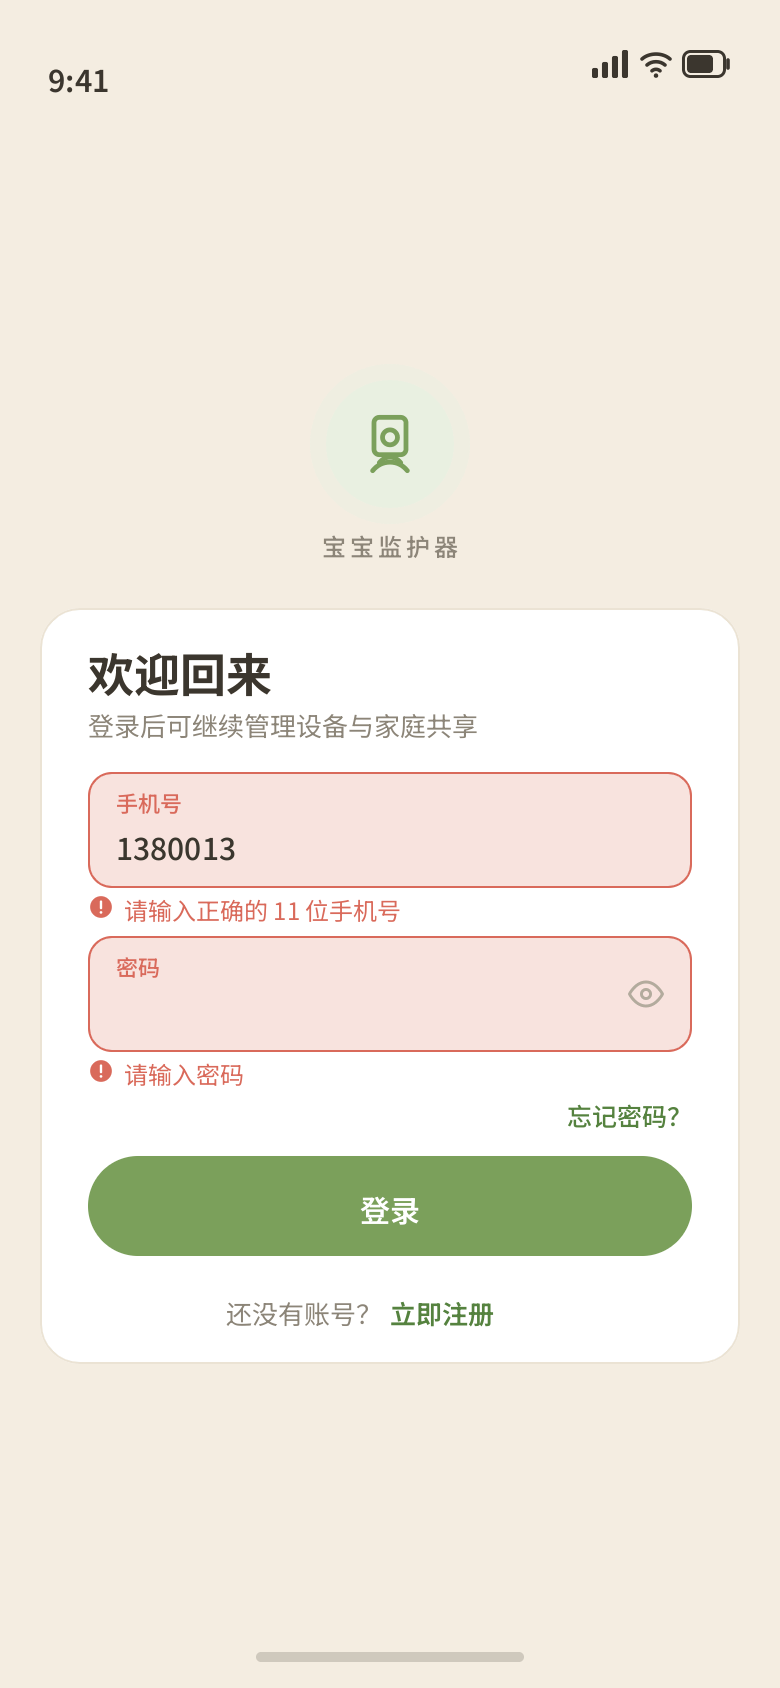 9:41
宝宝监护器
欢迎回来
登录后可继续管理设备与家庭共享
手机号
1380013
请输入正确的 11 位手机号
密码
请输入密码
忘记密码?
登录
还没有账号? 立即注册